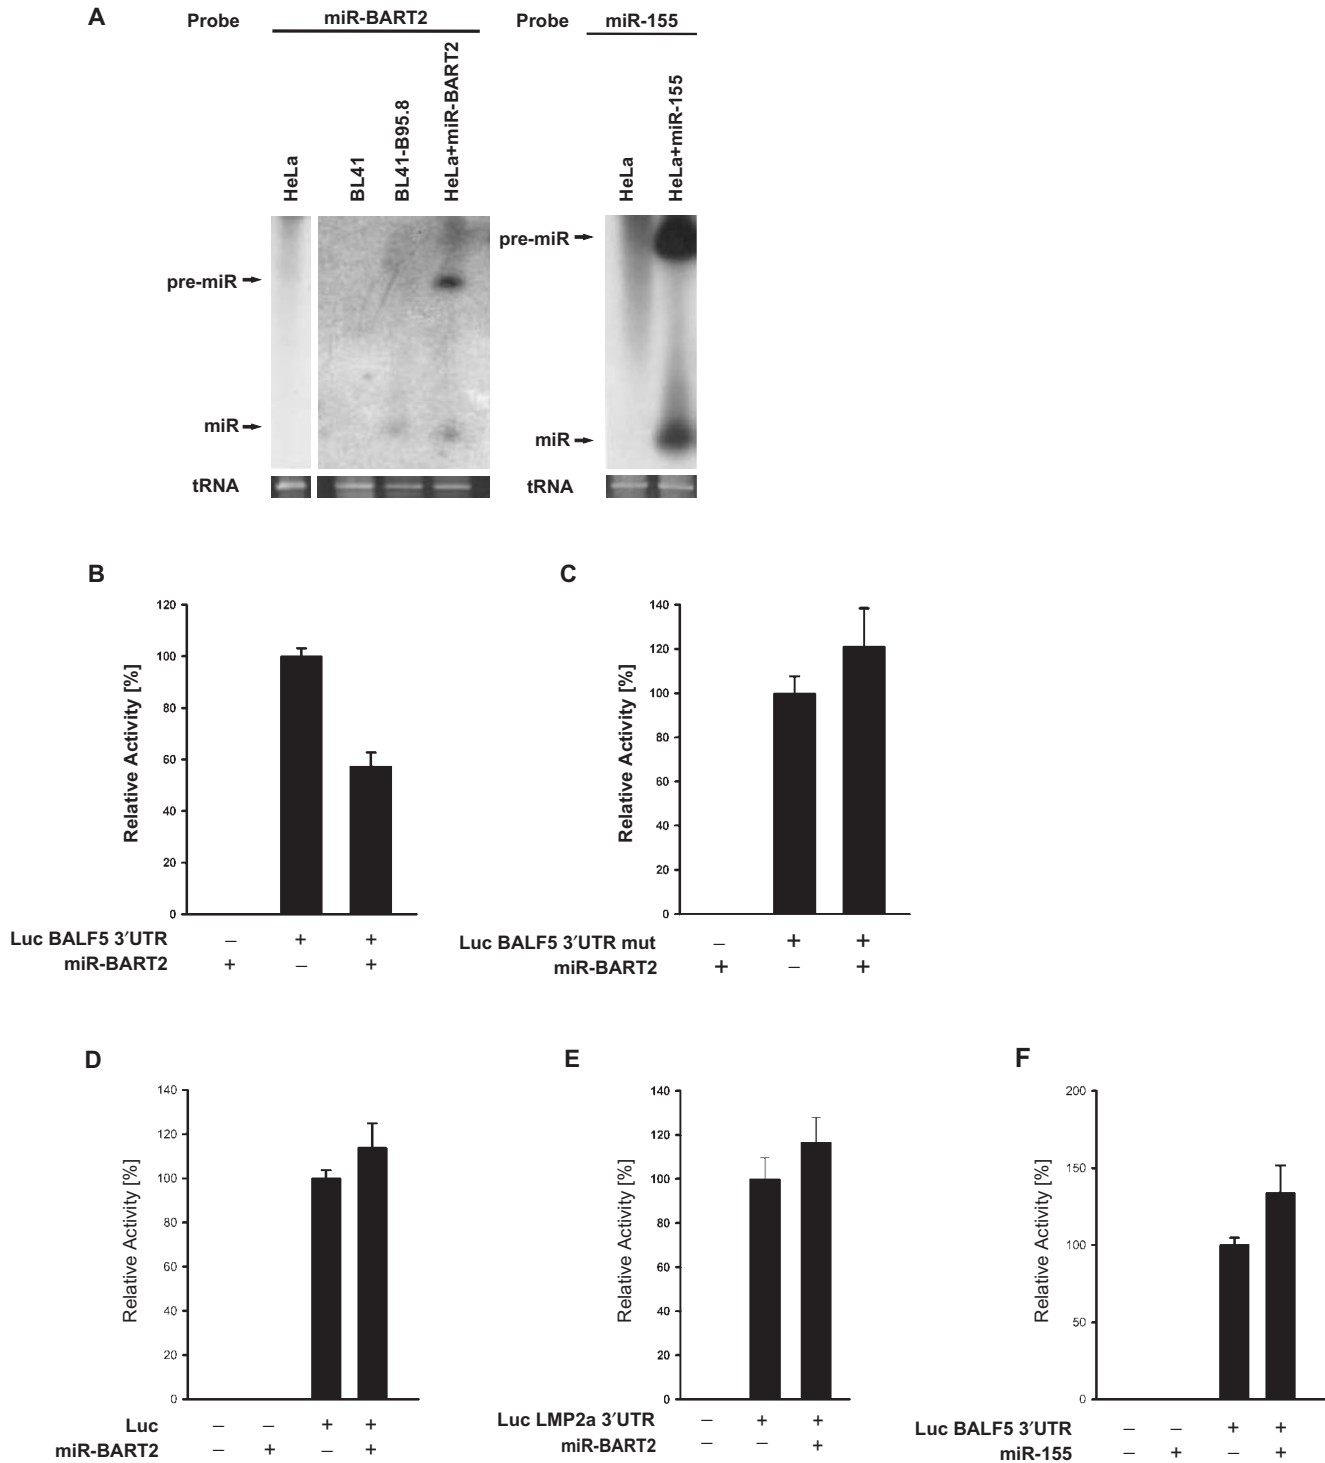 A
Probe miR-BART2
HeLa
BL41
BL41-B95.8
HeLa+miR-BART2
pre-miR
miR
tRNA
Probe miR-155
HeLa
HeLa+miR-155
pre-miR
miR
tRNA
B
Relative Activity [%]
120
100
80
60
40
20
0
Luc BALF5 3′UTR – + +
miR-BART2 + – +
C
Relative Activity [%]
140
120
100
80
60
40
20
0
Luc BALF5 3′UTR mut – + +
miR-BART2 + – +
D
Relative Activity [%]
140
120
100
80
60
40
20
0
Luc – – + +
miR-BART2 – + – +
E
Relative Activity [%]
140
120
100
80
60
40
20
0
Luc LMP2a 3′UTR – + +
miR-BART2 – – +
F
Relative Activity [%]
200
150
100
50
0
Luc BALF5 3′UTR – – + +
miR-155 – + – +